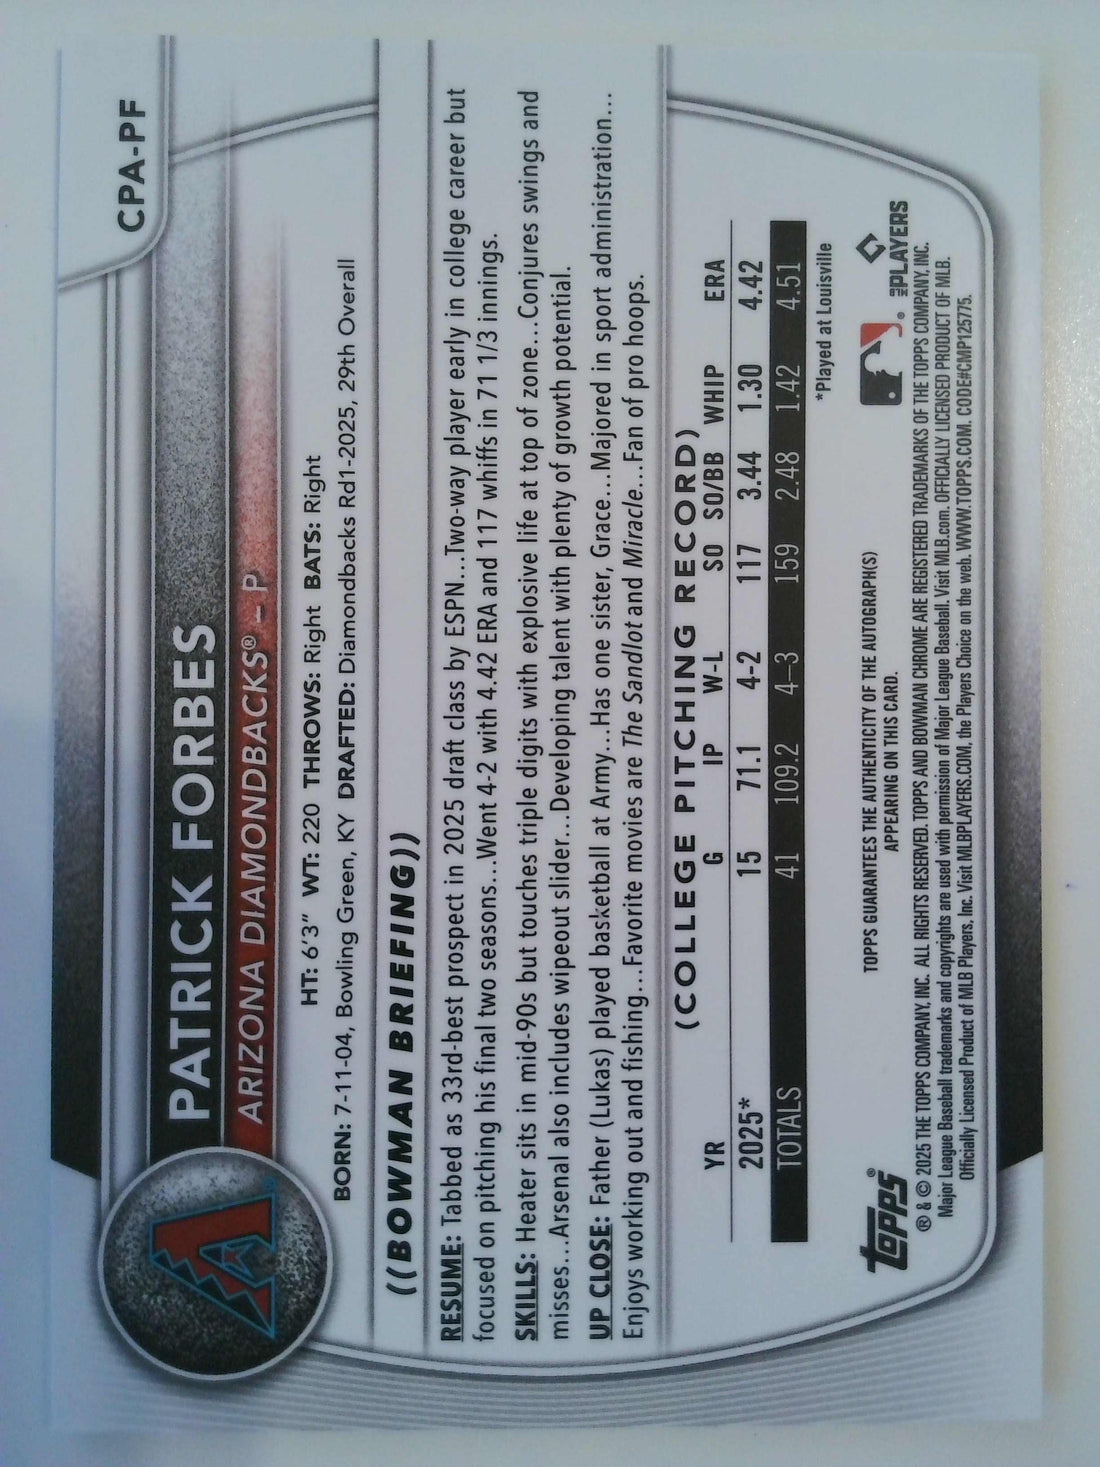 CPA-PF
PATRICK FORBES
ARIZONA DIAMONDBACKS® – P
HT: 6'3" WT: 220 THROWS: Right BATS: Right
BORN: 7-11-04, Bowling Green, KY DRAFTED: Diamondbacks Rd1-2025, 29th Overall
((BOWMAN BRIEFING))
RESUME: Tabbed as 33rd-best prospect in 2025 draft class by ESPN...Two-way player early in college career but
focused on pitching his final two seasons...Went 4-2 with 4.42 ERA and 117 whiffs in 71 1/3 innings.
SKILLS: Heater sits in mid-90s but touches triple digits with explosive life at top of zone...Conjures swings and
misses...Arsenal also includes wipeout slider...Developing talent with plenty of growth potential.
UP CLOSE: Father (Lukas) played basketball at Army...Has one sister, Grace...Majored in sport administration...
Enjoys working out and fishing...Favorite movies are The Sandlot and Miracle...Fan of pro hoops.
(COLLEGE PITCHING RECORD)
YR G IP W-L SO SO/BB WHIP ERA
2025* 15 71.1 4-2 117 3.44 1.30 4.42
TOTALS 41 109.2 4–3 159 2.48 1.42 4.51
*Played at Louisville
Topps®
TOPPS GUARANTEES THE AUTHENTICITY OF THE AUTOGRAPH(S)
APPEARING ON THIS CARD.
THE PLAYERS
® & © 2025 THE TOPPS COMPANY, INC. ALL RIGHTS RESERVED. TOPPS AND BOWMAN CHROME ARE REGISTERED TRADEMARKS OF THE TOPPS COMPANY, INC.
Major League Baseball trademarks and copyrights are used with permission of Major League Baseball. Visit MLB.com. OFFICIALLY LICENSED PRODUCT OF MLB.
Officially Licensed Product of MLB Players, Inc. Visit MLBPLAYERS.COM, the Players Choice on the web. WWW.TOPPS.COM. CODE#CMP125775.